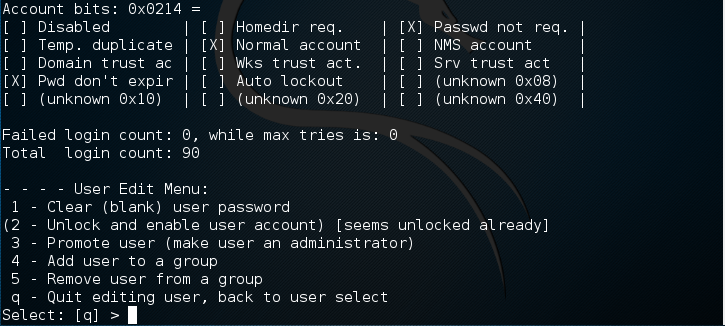 Account bits: 0x0214 =
[ ] Disabled        | [ ] Homedir req.    | [X] Passwd not req. |
[ ] Temp. duplicate | [X] Normal account  | [ ] NMS account     |
[ ] Domain trust ac | [ ] Wks trust act.  | [ ] Srv trust act   |
[X] Pwd don't expir | [ ] Auto lockout    | [ ] (unknown 0x08)  |
[ ] (unknown 0x10)  | [ ] (unknown 0x20)  | [ ] (unknown 0x40)  |
Failed login count: 0, while max tries is: 0
Total  login count: 90
- - - - User Edit Menu:
 1 - Clear (blank) user password
(2 - Unlock and enable user account) [seems unlocked already]
 3 - Promote user (make user an administrator)
 4 - Add user to a group
 5 - Remove user from a group
 q - Quit editing user, back to user select
Select: [q] >